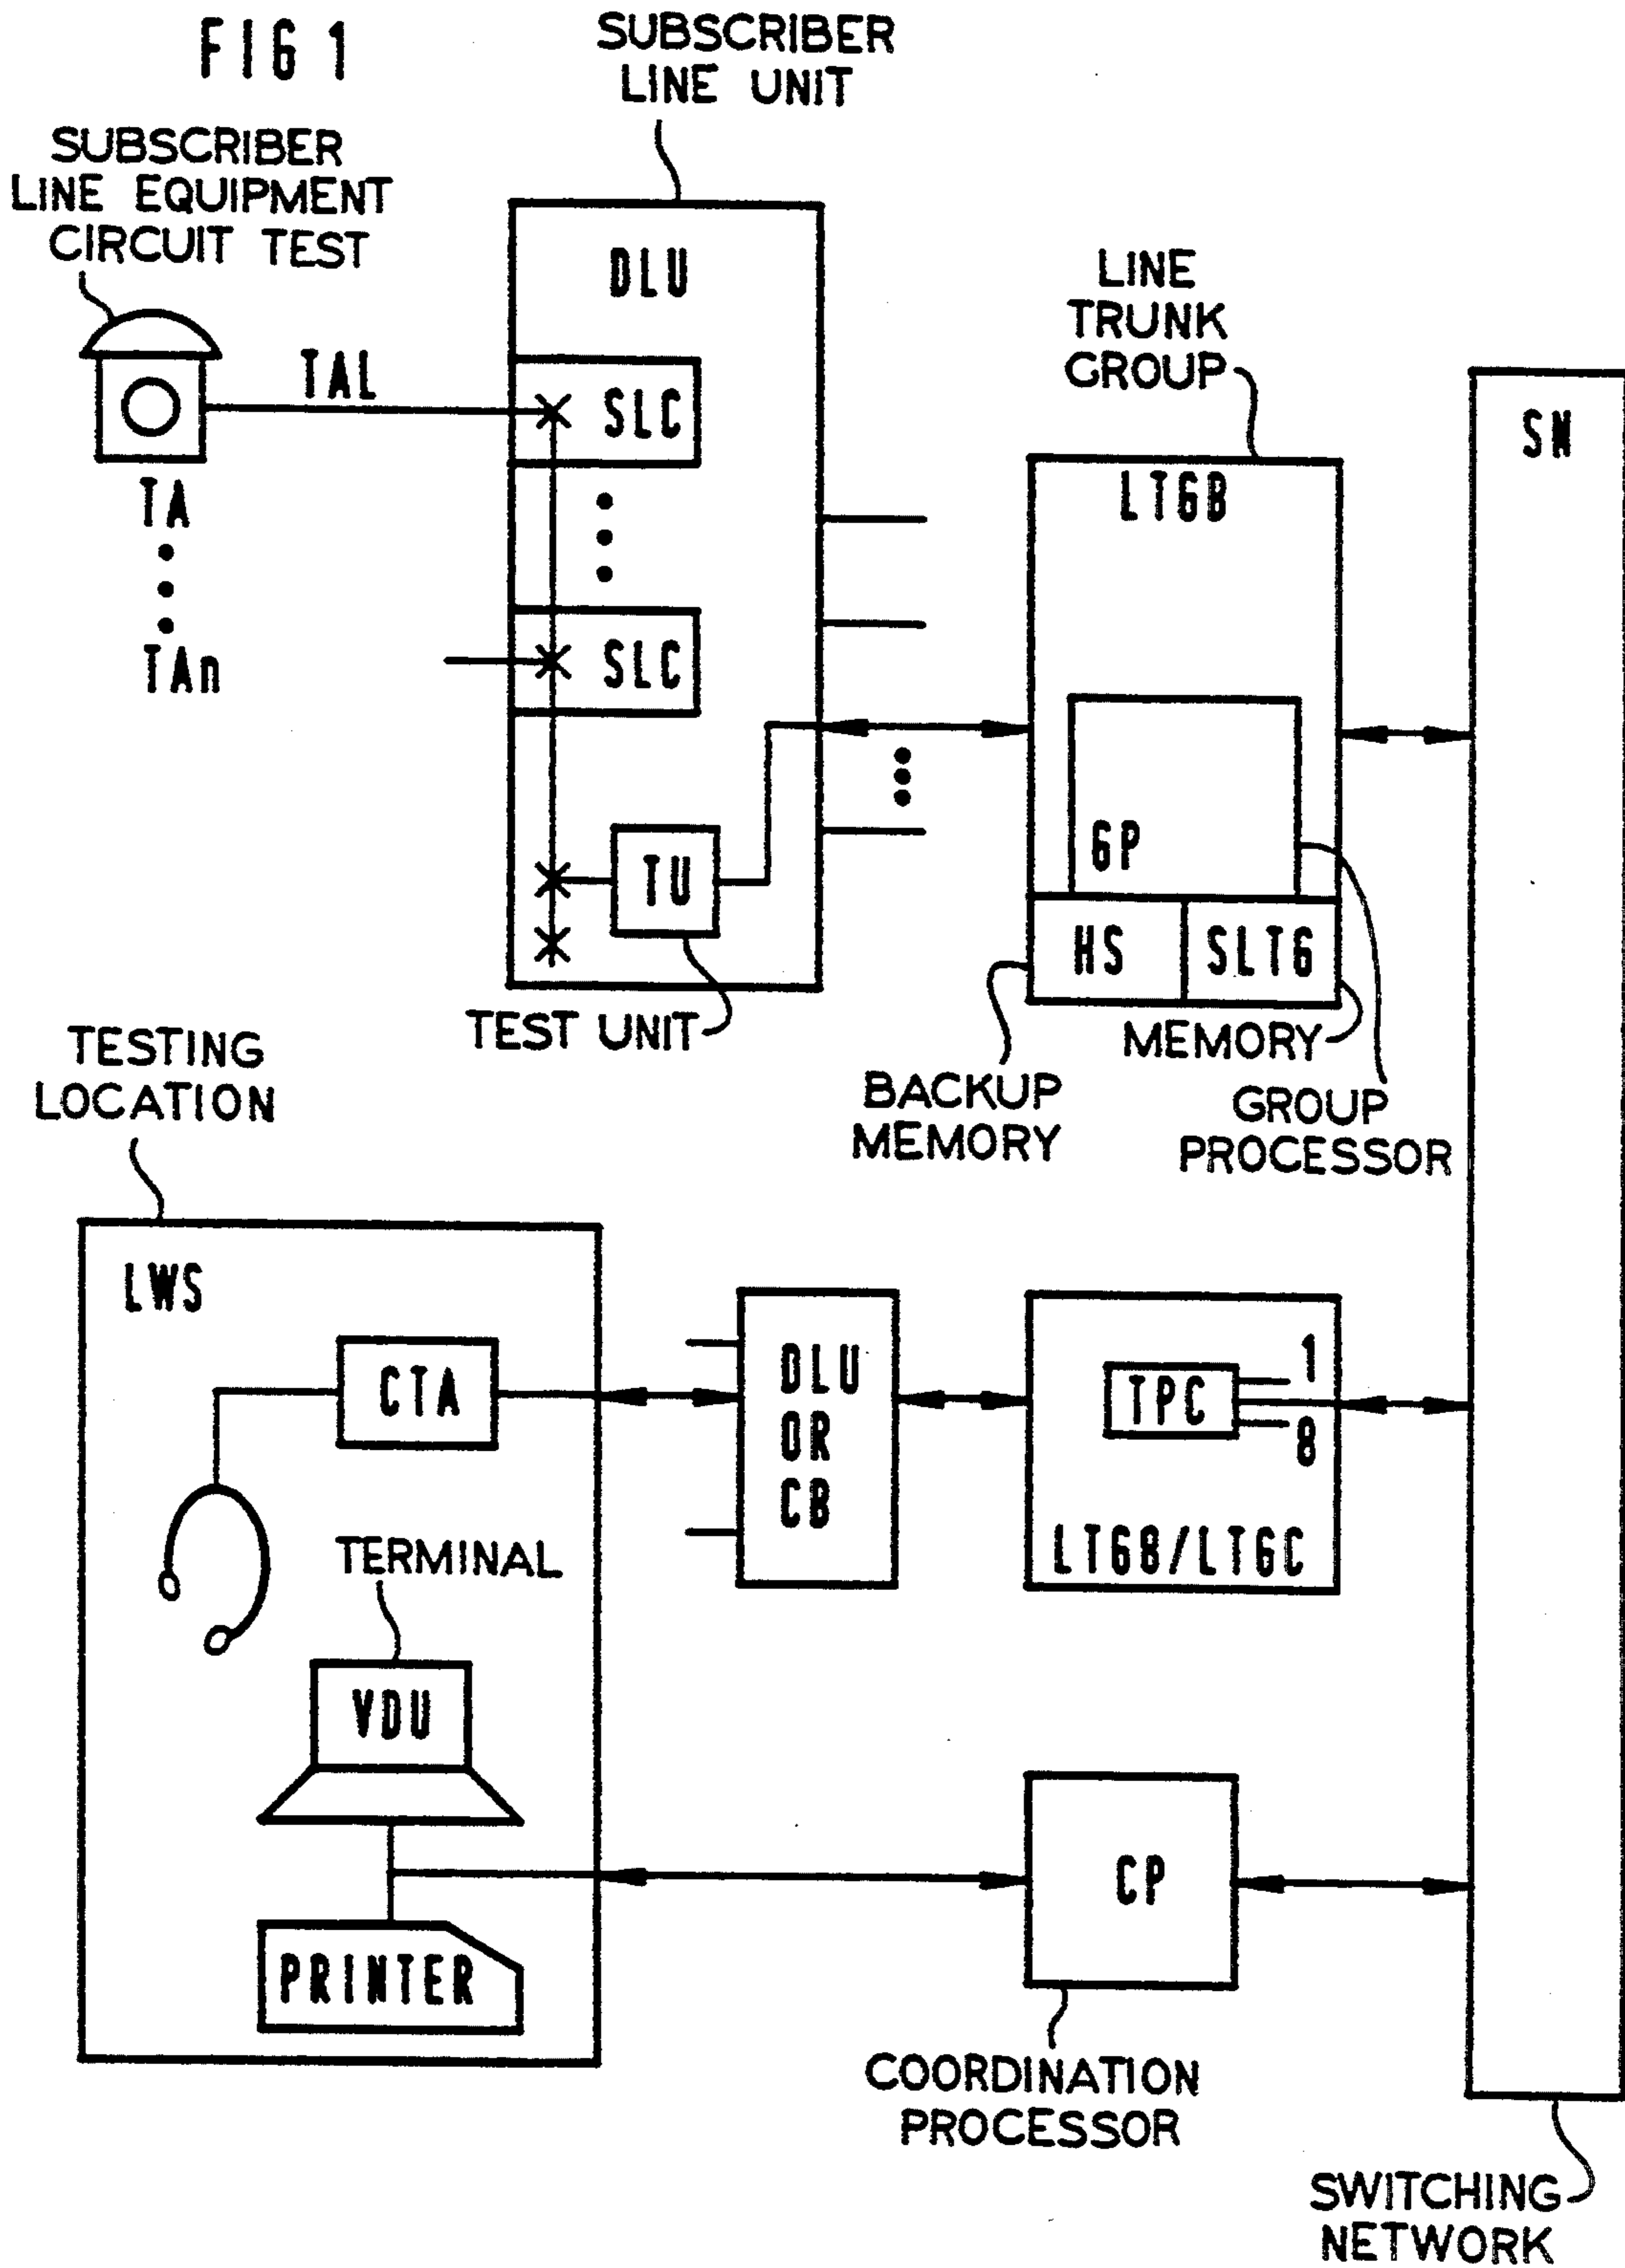 FIG 1
SUBSCRIBER
LINE UNIT
SUBSCRIBER
LINE EQUIPMENT
CIRCUIT TEST
DLU
LINE
TRUNK
GROUP
TAL
SLC
SN
TA
LTGB
SLC
TAn
GP
TU
HS
SLTG
TEST UNIT
MEMORY
BACKUP
MEMORY
GROUP
PROCESSOR
TESTING
LOCATION
LWS
CTA
DLU
OR
CB
TPC
1
8
LTG8/LTGC
TERMINAL
VDU
CP
PRINTER
COORDINATION
PROCESSOR
SWITCHING
NETWORK